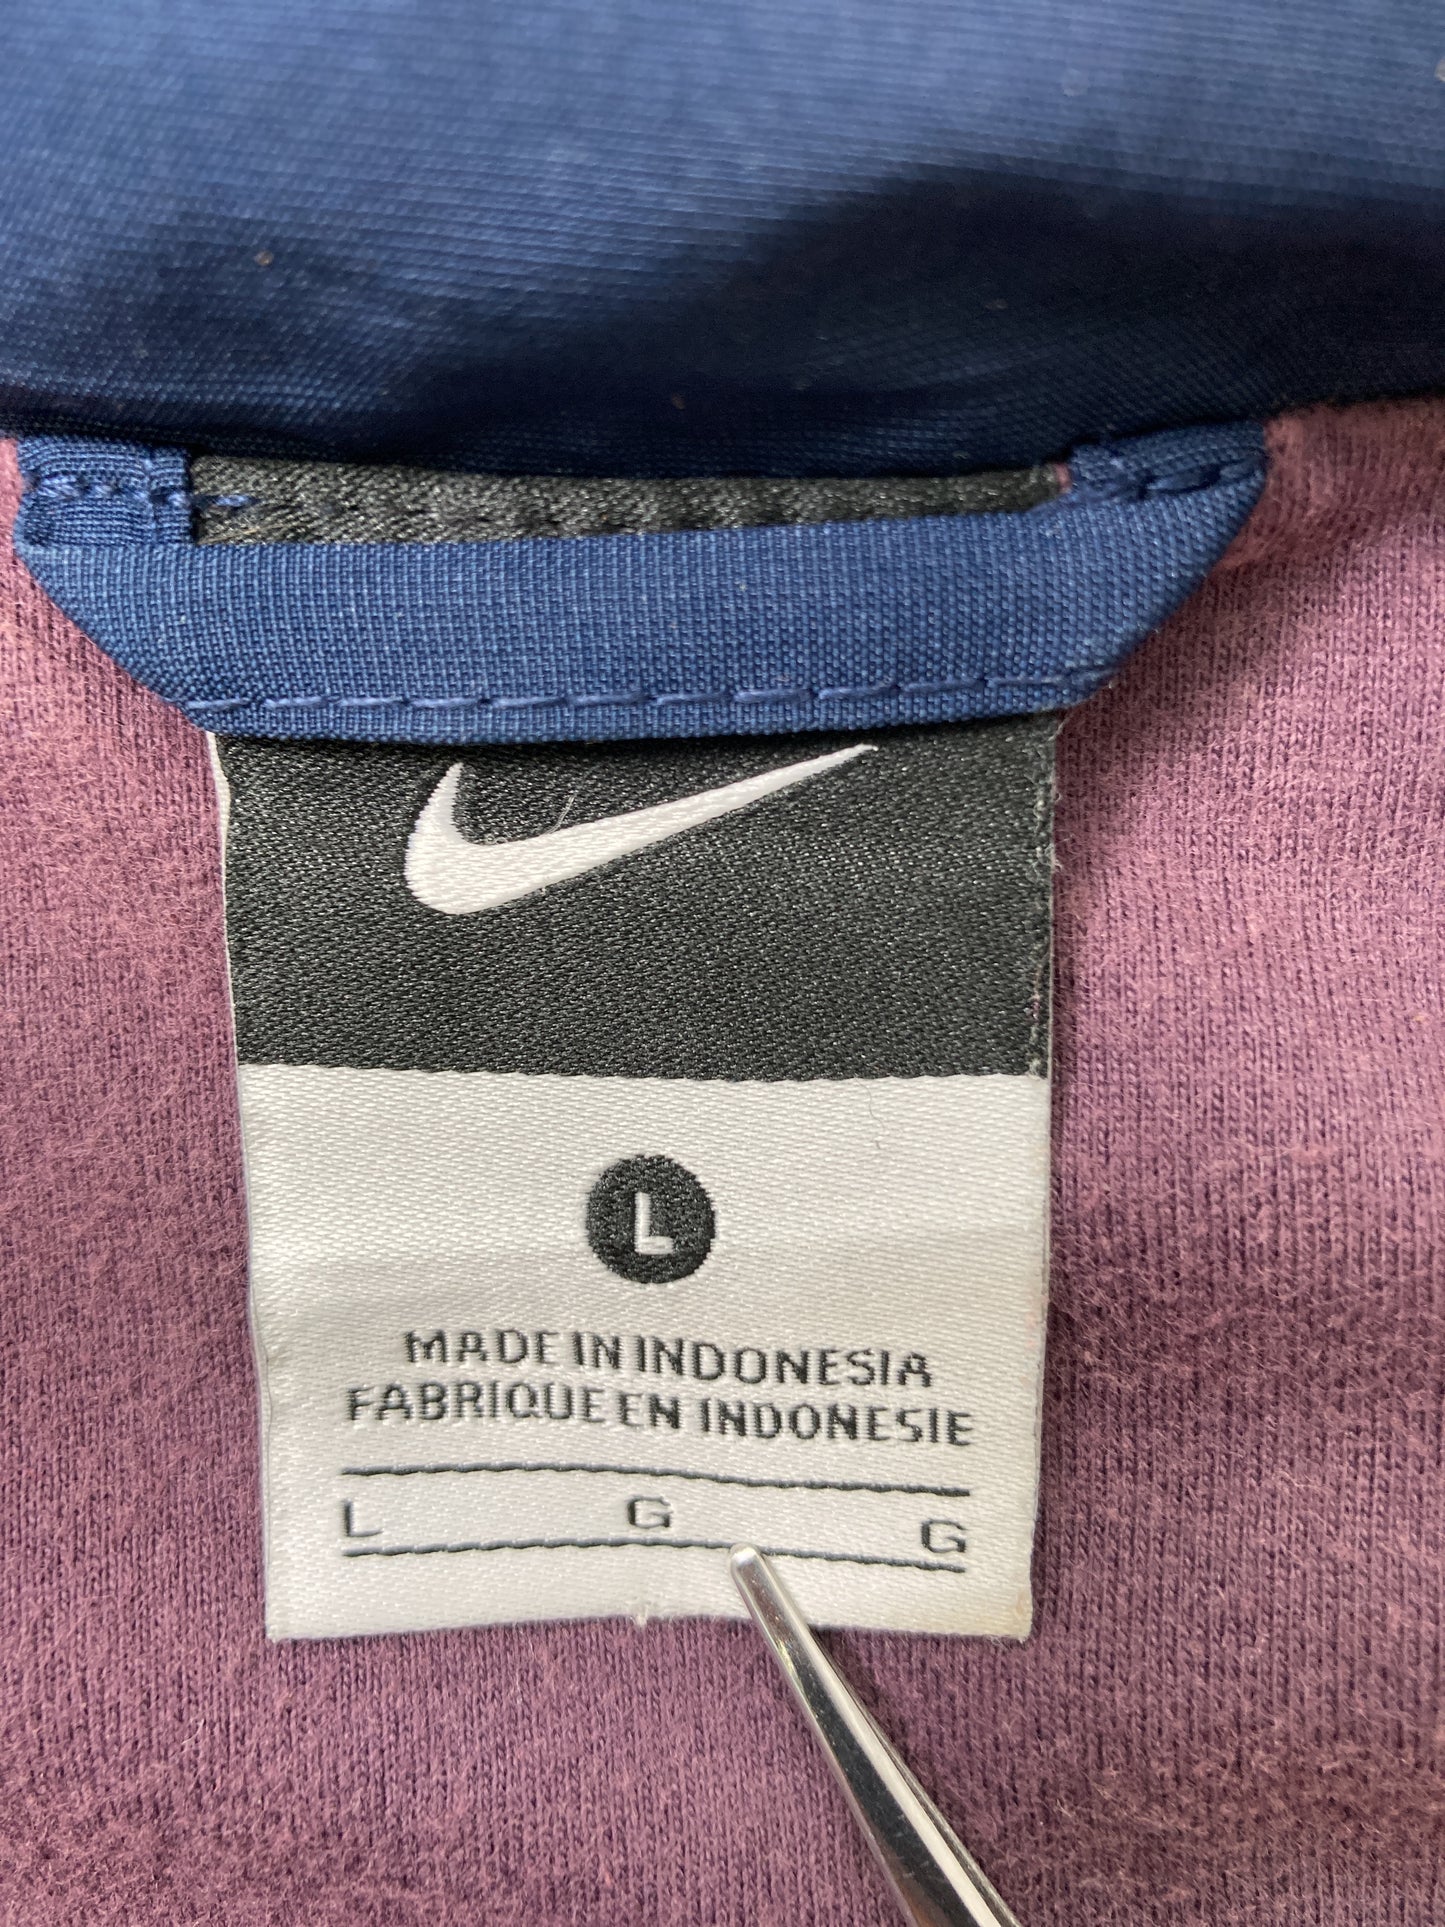 L
MADE IN INDONESIA
FABRIQUE EN INDONESIE
L G G